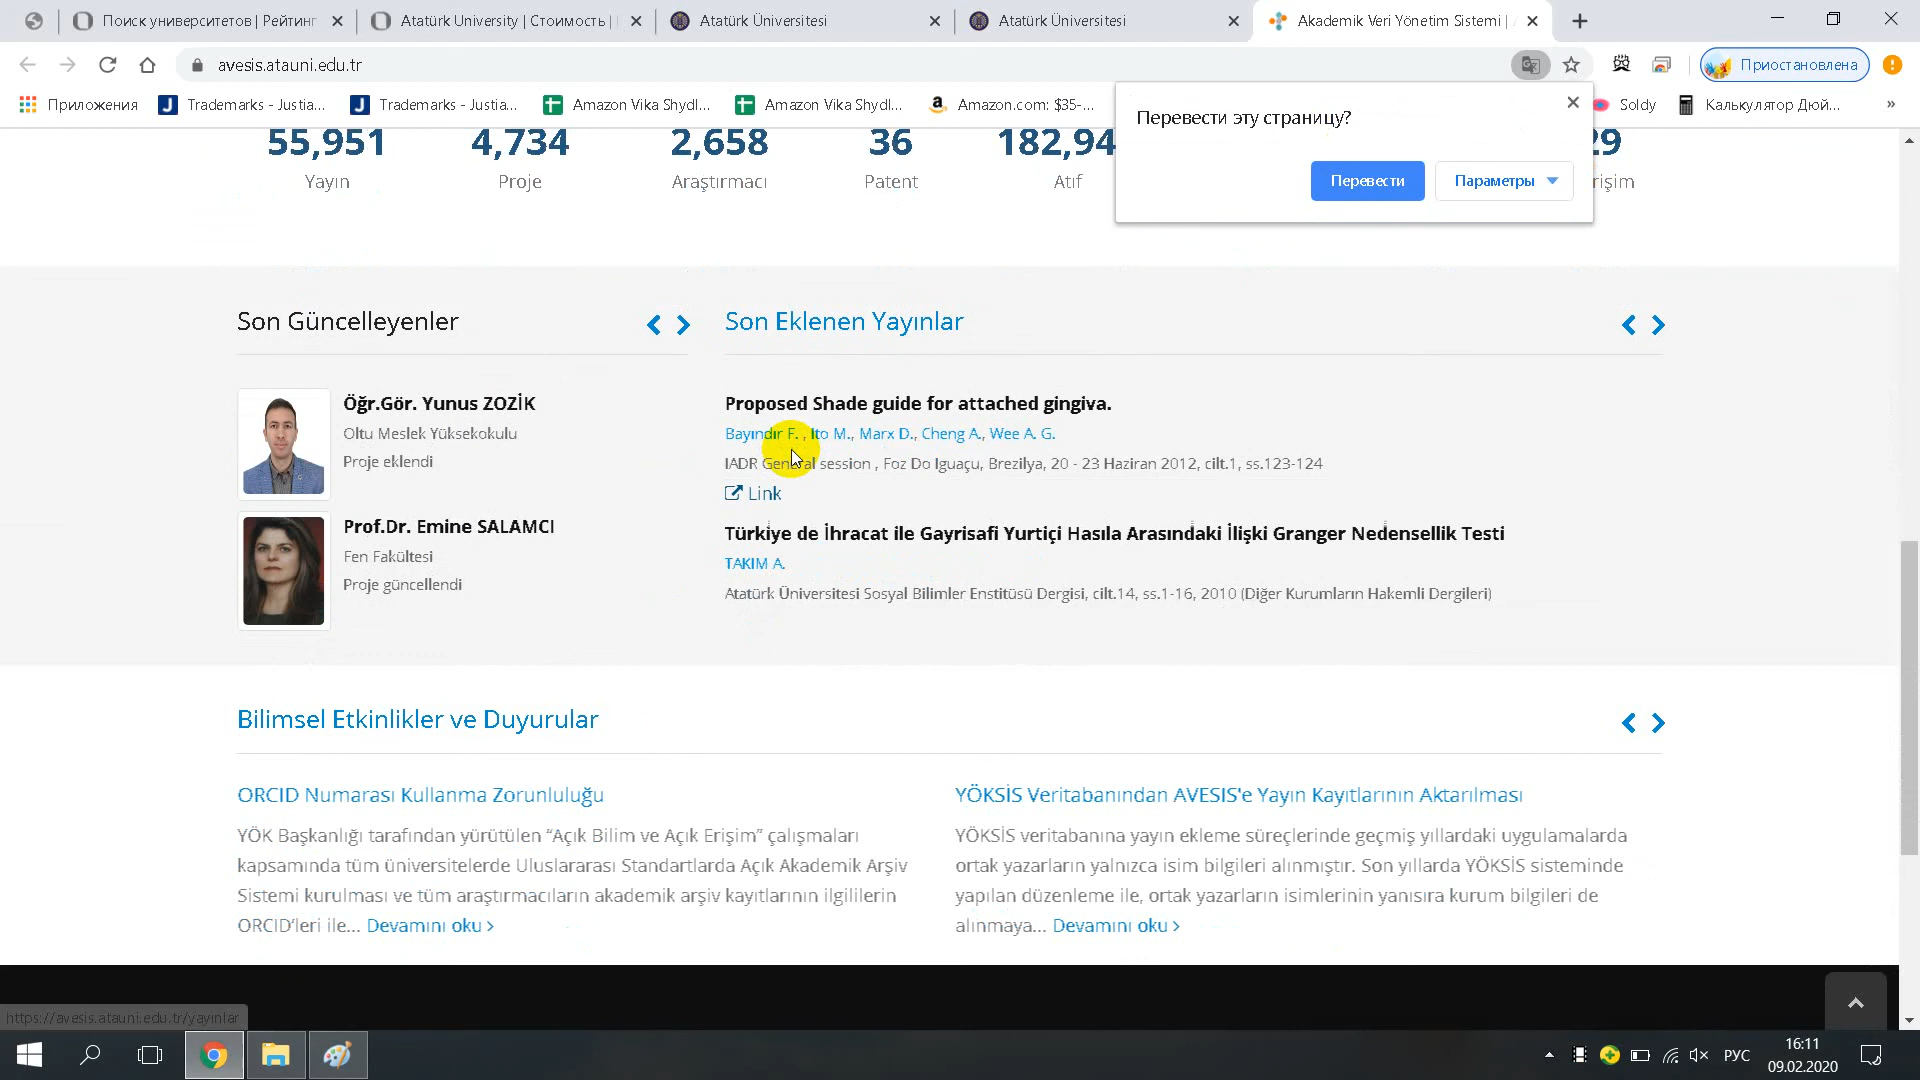 Поиск университетов | Рейтинг
Atatürk University | Стоимость |
Atatürk Üniversitesi
Atatürk Üniversitesi
Akademik Veri Yönetim Sistemi |
avesis.atauni.edu.tr
Приостановлена
Приложения
Trademarks - Justia...
Trademarks - Justia...
Amazon Vika Shydl...
Amazon Vika Shydl...
Amazon.com: $35-...
Soldy
Калькулятор Дюй...
»
Перевести эту страницу?
Перевести
Параметры
55,951
Yayın
4,734
Proje
2,658
Araştırmacı
36
Patent
182,94
Atıf
29
rişim
Son Güncelleyenler
Öğr.Gör. Yunus ZOZİK
Oltu Meslek Yüksekokulu
Proje eklendi
Prof.Dr. Emine SALAMCI
Fen Fakültesi
Proje güncellendi
Son Eklenen Yayınlar
Proposed Shade guide for attached gingiva.
Bayındır F. , Ito M., Marx D., Cheng A., Wee A. G.
IADR General session , Foz Do Iguaçu, Brezilya, 20 - 23 Haziran 2012, cilt.1, ss.123-124
Link
Türkiye de İhracat ile Gayrisafi Yurtiçi Hasıla Arasındaki İlişki Granger Nedensellik Testi
TAKIM A.
Atatürk Üniversitesi Sosyal Bilimler Enstitüsü Dergisi, cilt.14, ss.1-16, 2010 (Diğer Kurumların Hakemli Dergileri)
Bilimsel Etkinlikler ve Duyurular
ORCID Numarası Kullanma Zorunluluğu
YÖK Başkanlığı tarafından yürütülen “Açık Bilim ve Açık Erişim” çalışmaları
kapsamında tüm üniversitelerde Uluslararası Standartlarda Açık Akademik Arşiv
Sistemi kurulması ve tüm araştırmacıların akademik arşiv kayıtlarının ilgililerin
ORCID’leri ile... Devamını oku >
YÖKSİS Veritabanından AVESIS'e Yayın Kayıtlarının Aktarılması
YÖKSİS veritabanına yayın ekleme süreçlerinde geçmiş yıllardaki uygulamalarda
ortak yazarların yalnızca isim bilgileri alınmıştır. Son yıllarda YÖKSİS sisteminde
yapılan düzenleme ile, ortak yazarların isimlerinin yanısıra kurum bilgileri de
alınmaya... Devamını oku >
https://avesis.atauni.edu.tr/yayinlar
РУС
16:11
09.02.2020